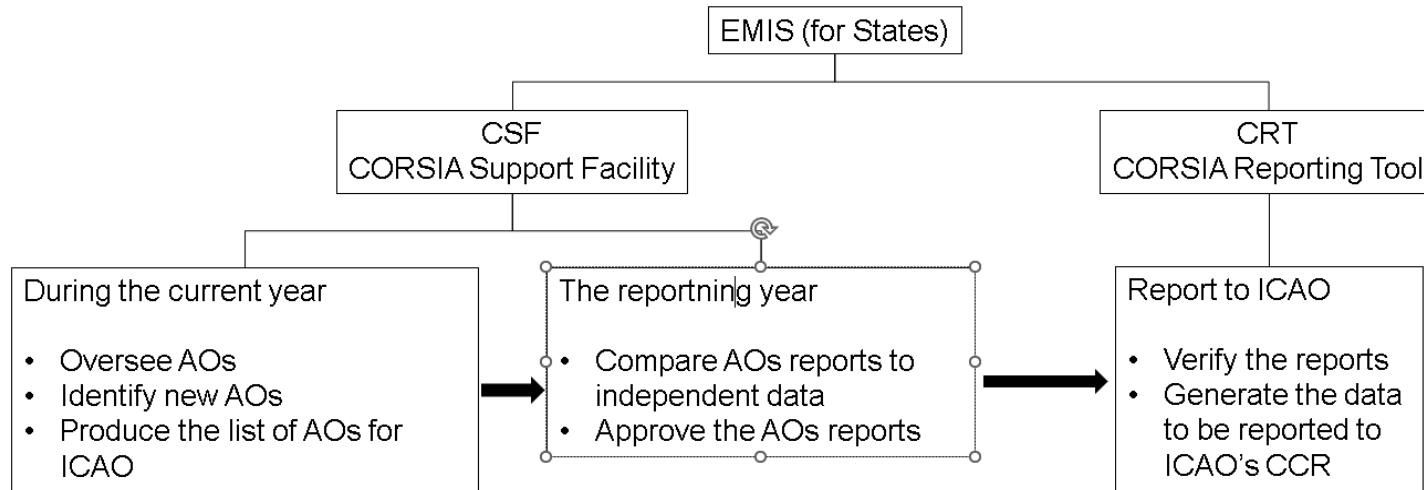 EMIS (for States)
CSF
CORSIA Support Facility
CRT
CORSIA Reporting Tool
During the current year
• Oversee AOs
• Identify new AOs
• Produce the list of AOs for
ICAO
The reportning year
• Compare AOs reports to
independent data
• Approve the AOs reports
Report to ICAO
• Verify the reports
• Generate the data
to be reported to
ICAO's CCR